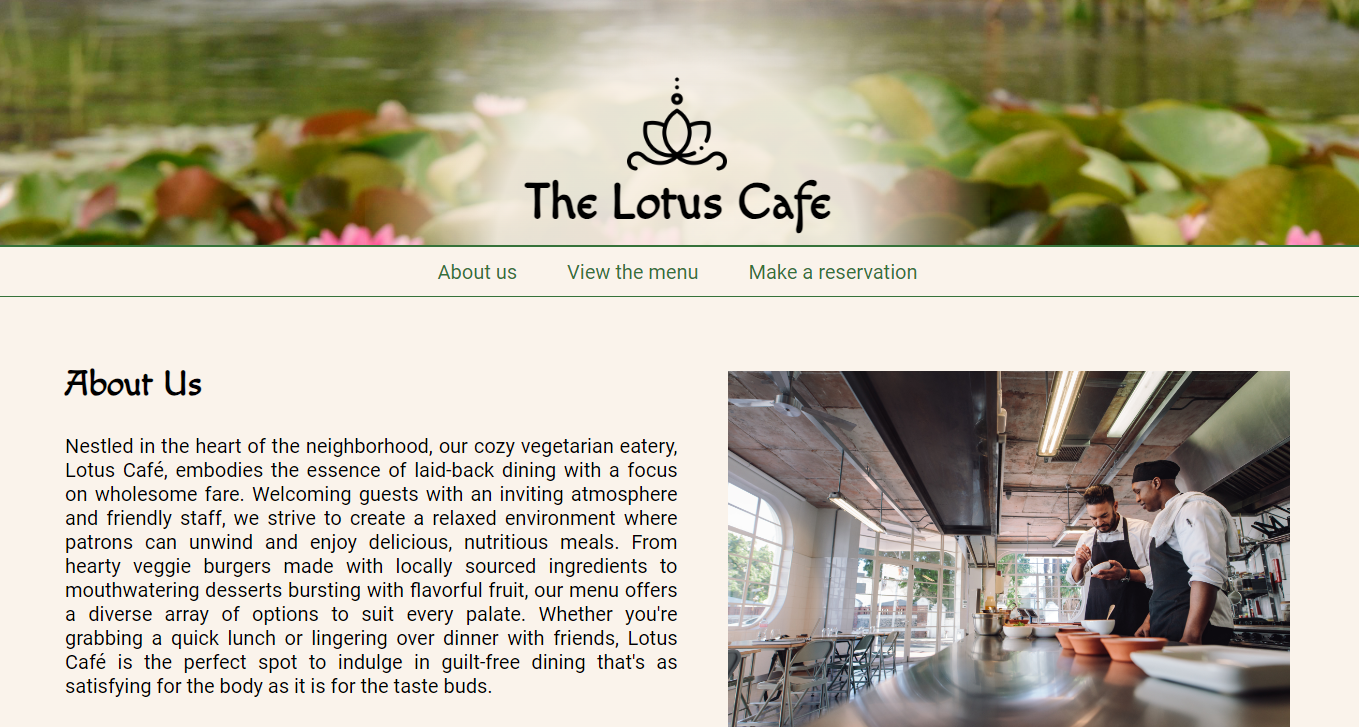 The Lotus Cafe
About us View the menu Make a reservation
About Us
Nestled in the heart of the neighborhood, our cozy vegetarian eatery,
Lotus Café, embodies the essence of laid-back dining with a focus
on wholesome fare. Welcoming guests with an inviting atmosphere
and friendly staff, we strive to create a relaxed environment where
patrons can unwind and enjoy delicious, nutritious meals. From
hearty veggie burgers made with locally sourced ingredients to
mouthwatering desserts bursting with flavorful fruit, our menu offers
a diverse array of options to suit every palate. Whether you're
grabbing a quick lunch or lingering over dinner with friends, Lotus
Café is the perfect spot to indulge in guilt-free dining that's as
satisfying for the body as it is for the taste buds.